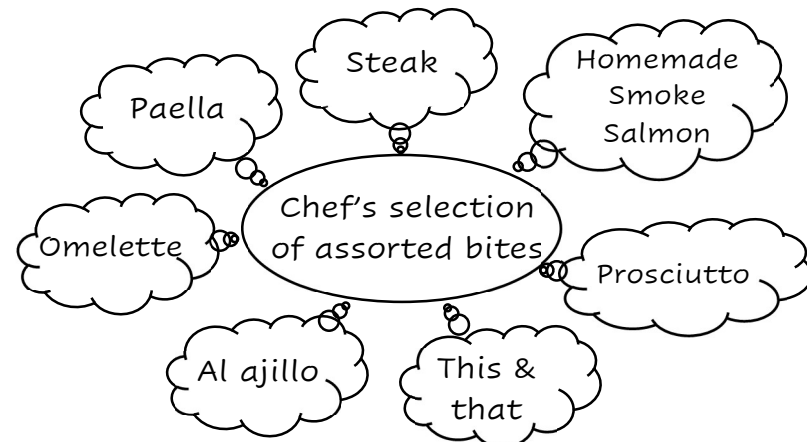 Steak
Homemade
Smoke
Salmon
Paella
Chef's selection
of assorted bites
Omelette
Prosciutto
Al ajillo
This &
that